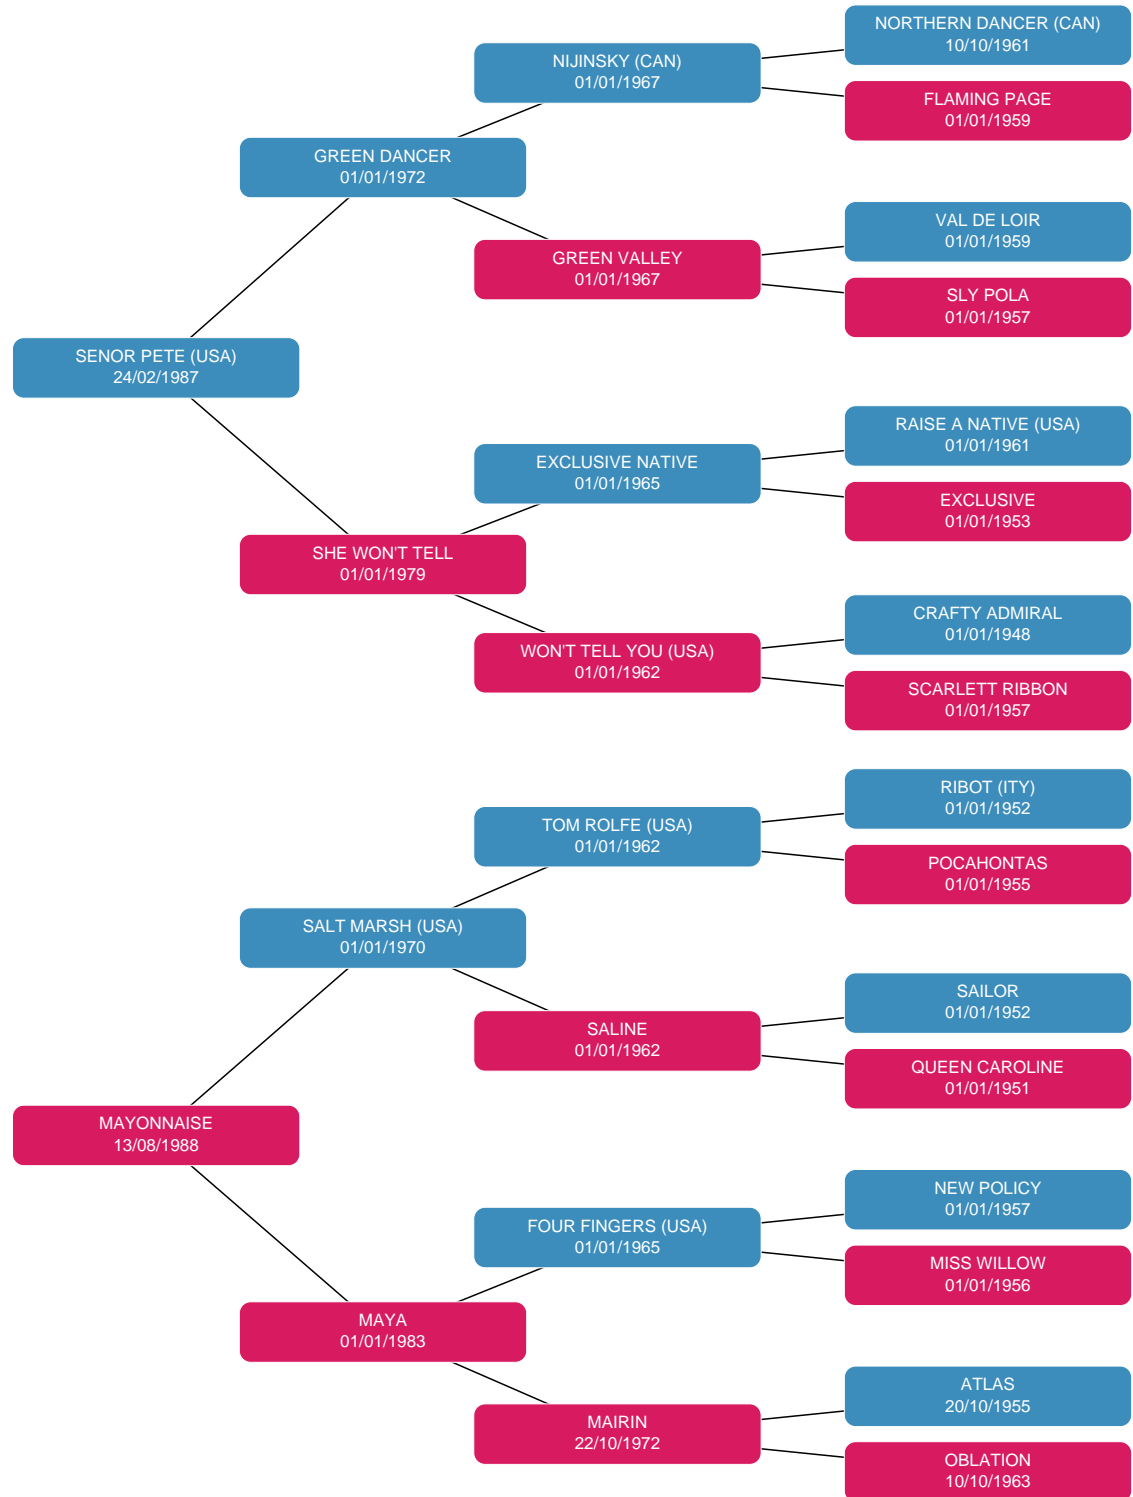 NORTHERN DANCER (CAN)
10/10/1961
NIJINSKY (CAN)
01/01/1967
FLAMING PAGE
01/01/1959
GREEN DANCER
01/01/1972
VAL DE LOIR
01/01/1959
GREEN VALLEY
01/01/1967
SLY POLA
01/01/1957
SENOR PETE (USA)
24/02/1987
RAISE A NATIVE (USA)
01/01/1961
EXCLUSIVE NATIVE
01/01/1965
EXCLUSIVE
01/01/1953
SHE WON'T TELL
01/01/1979
CRAFTY ADMIRAL
01/01/1948
WON'T TELL YOU (USA)
01/01/1962
SCARLETT RIBBON
01/01/1957
RIBOT (ITY)
01/01/1952
TOM ROLFE (USA)
01/01/1962
POCAHONTAS
01/01/1955
SALT MARSH (USA)
01/01/1970
SAILOR
01/01/1952
SALINE
01/01/1962
QUEEN CAROLINE
01/01/1951
MAYONNAISE
13/08/1988
NEW POLICY
01/01/1957
FOUR FINGERS (USA)
01/01/1965
MISS WILLOW
01/01/1956
MAYA
01/01/1983
ATLAS
20/10/1955
MAIRIN
22/10/1972
OBLATION
10/10/1963